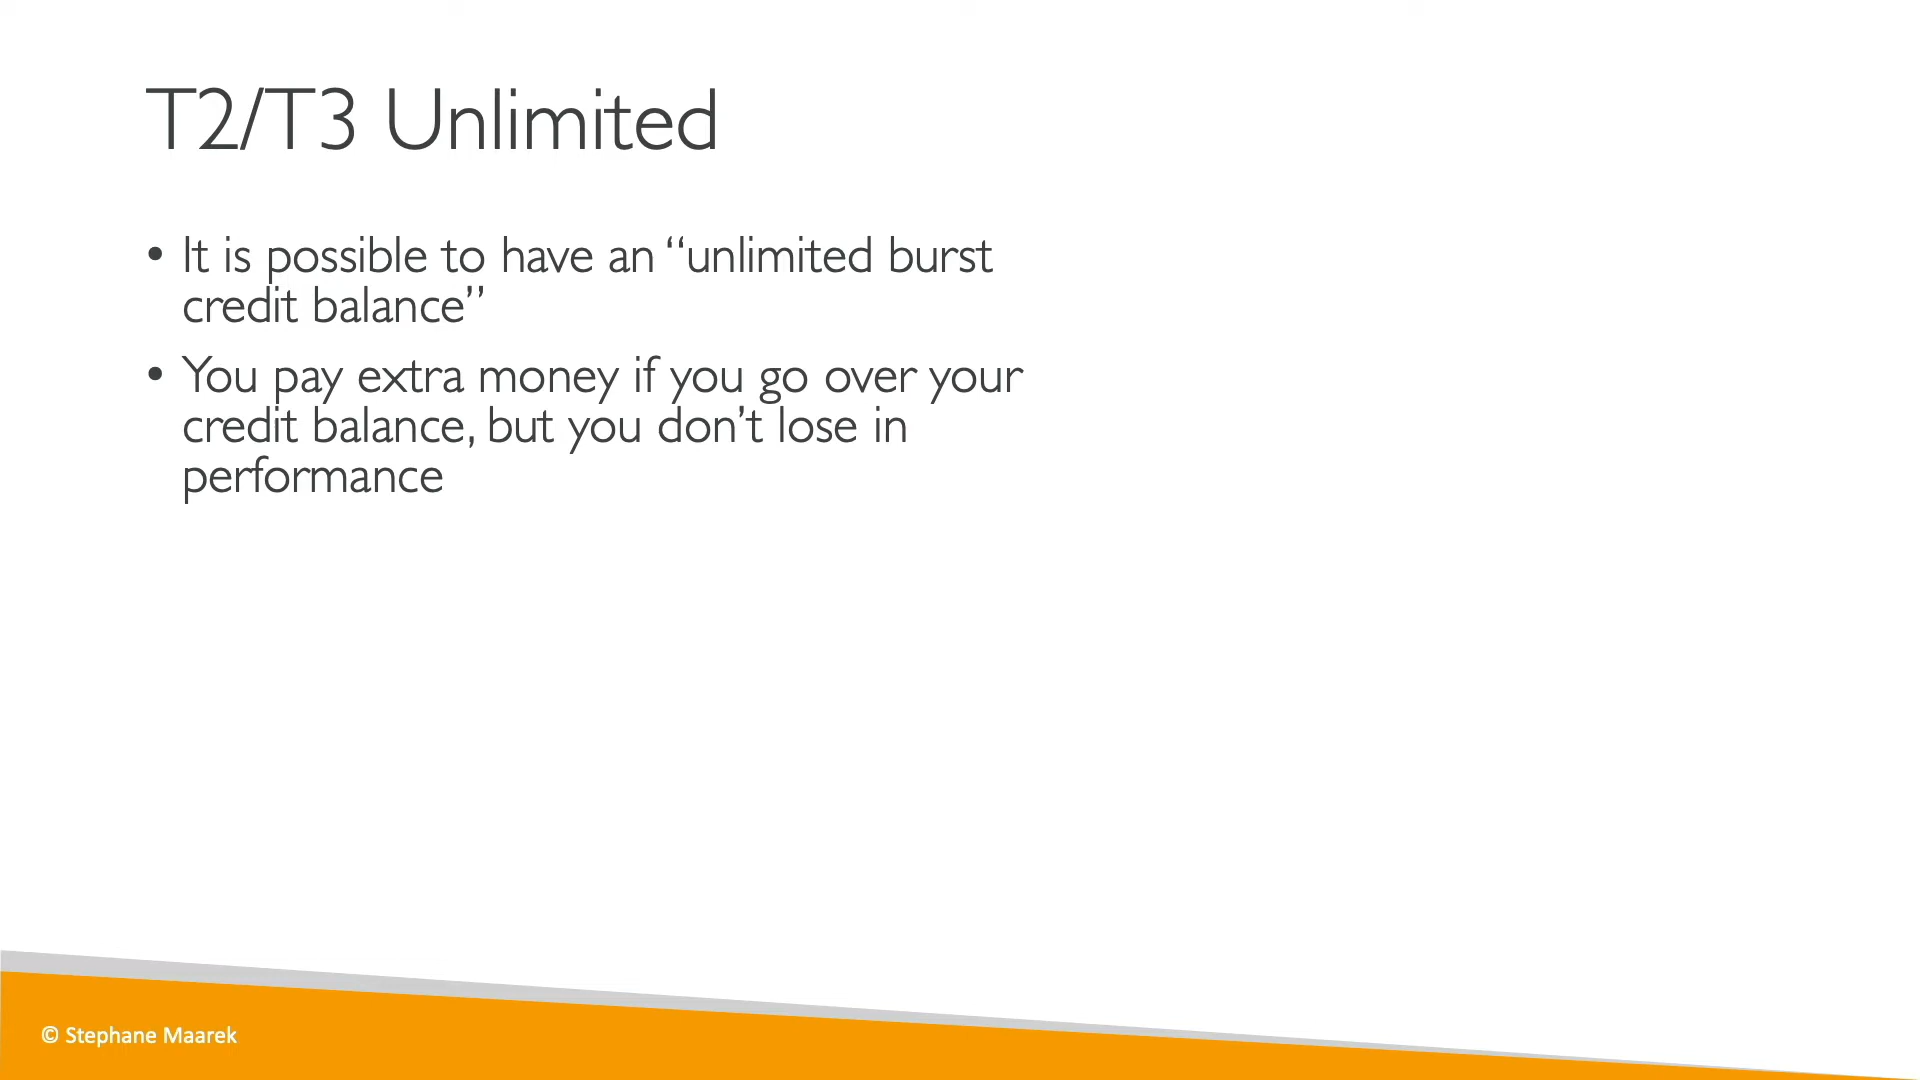 T2/T3 Unlimited
• It is possible to have an “unlimited burst
credit balance”
• You pay extra money if you go over your
credit balance, but you don’t lose in
performance
© Stephane Maarek